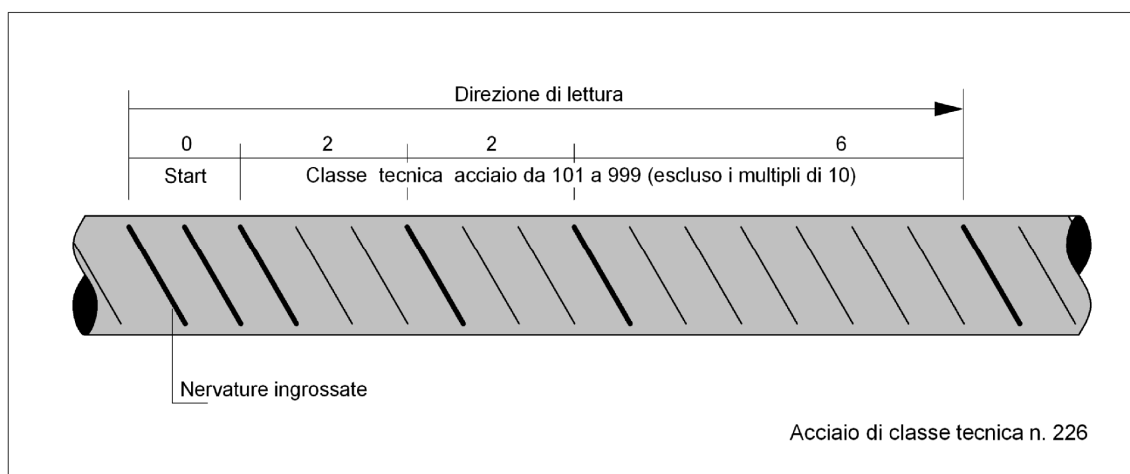 Direzione di lettura
0 2 2 6
Start Classe tecnica acciaio da 101 a 999 (escluso i multipli di 10)
Nervature ingrossate
Acciaio di classe tecnica n. 226